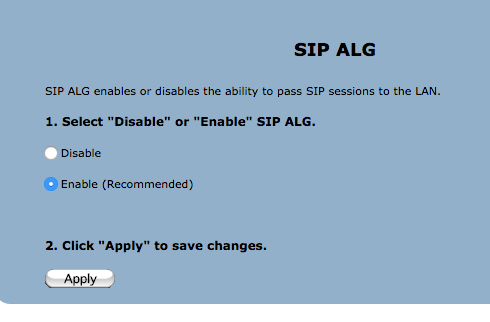 SIP ALG
SIP ALG enables or disables the ability to pass SIP sessions to the LAN.
1. Select "Disable" or "Enable" SIP ALG.
Disable
Enable (Recommended)
2. Click "Apply" to save changes.
Apply